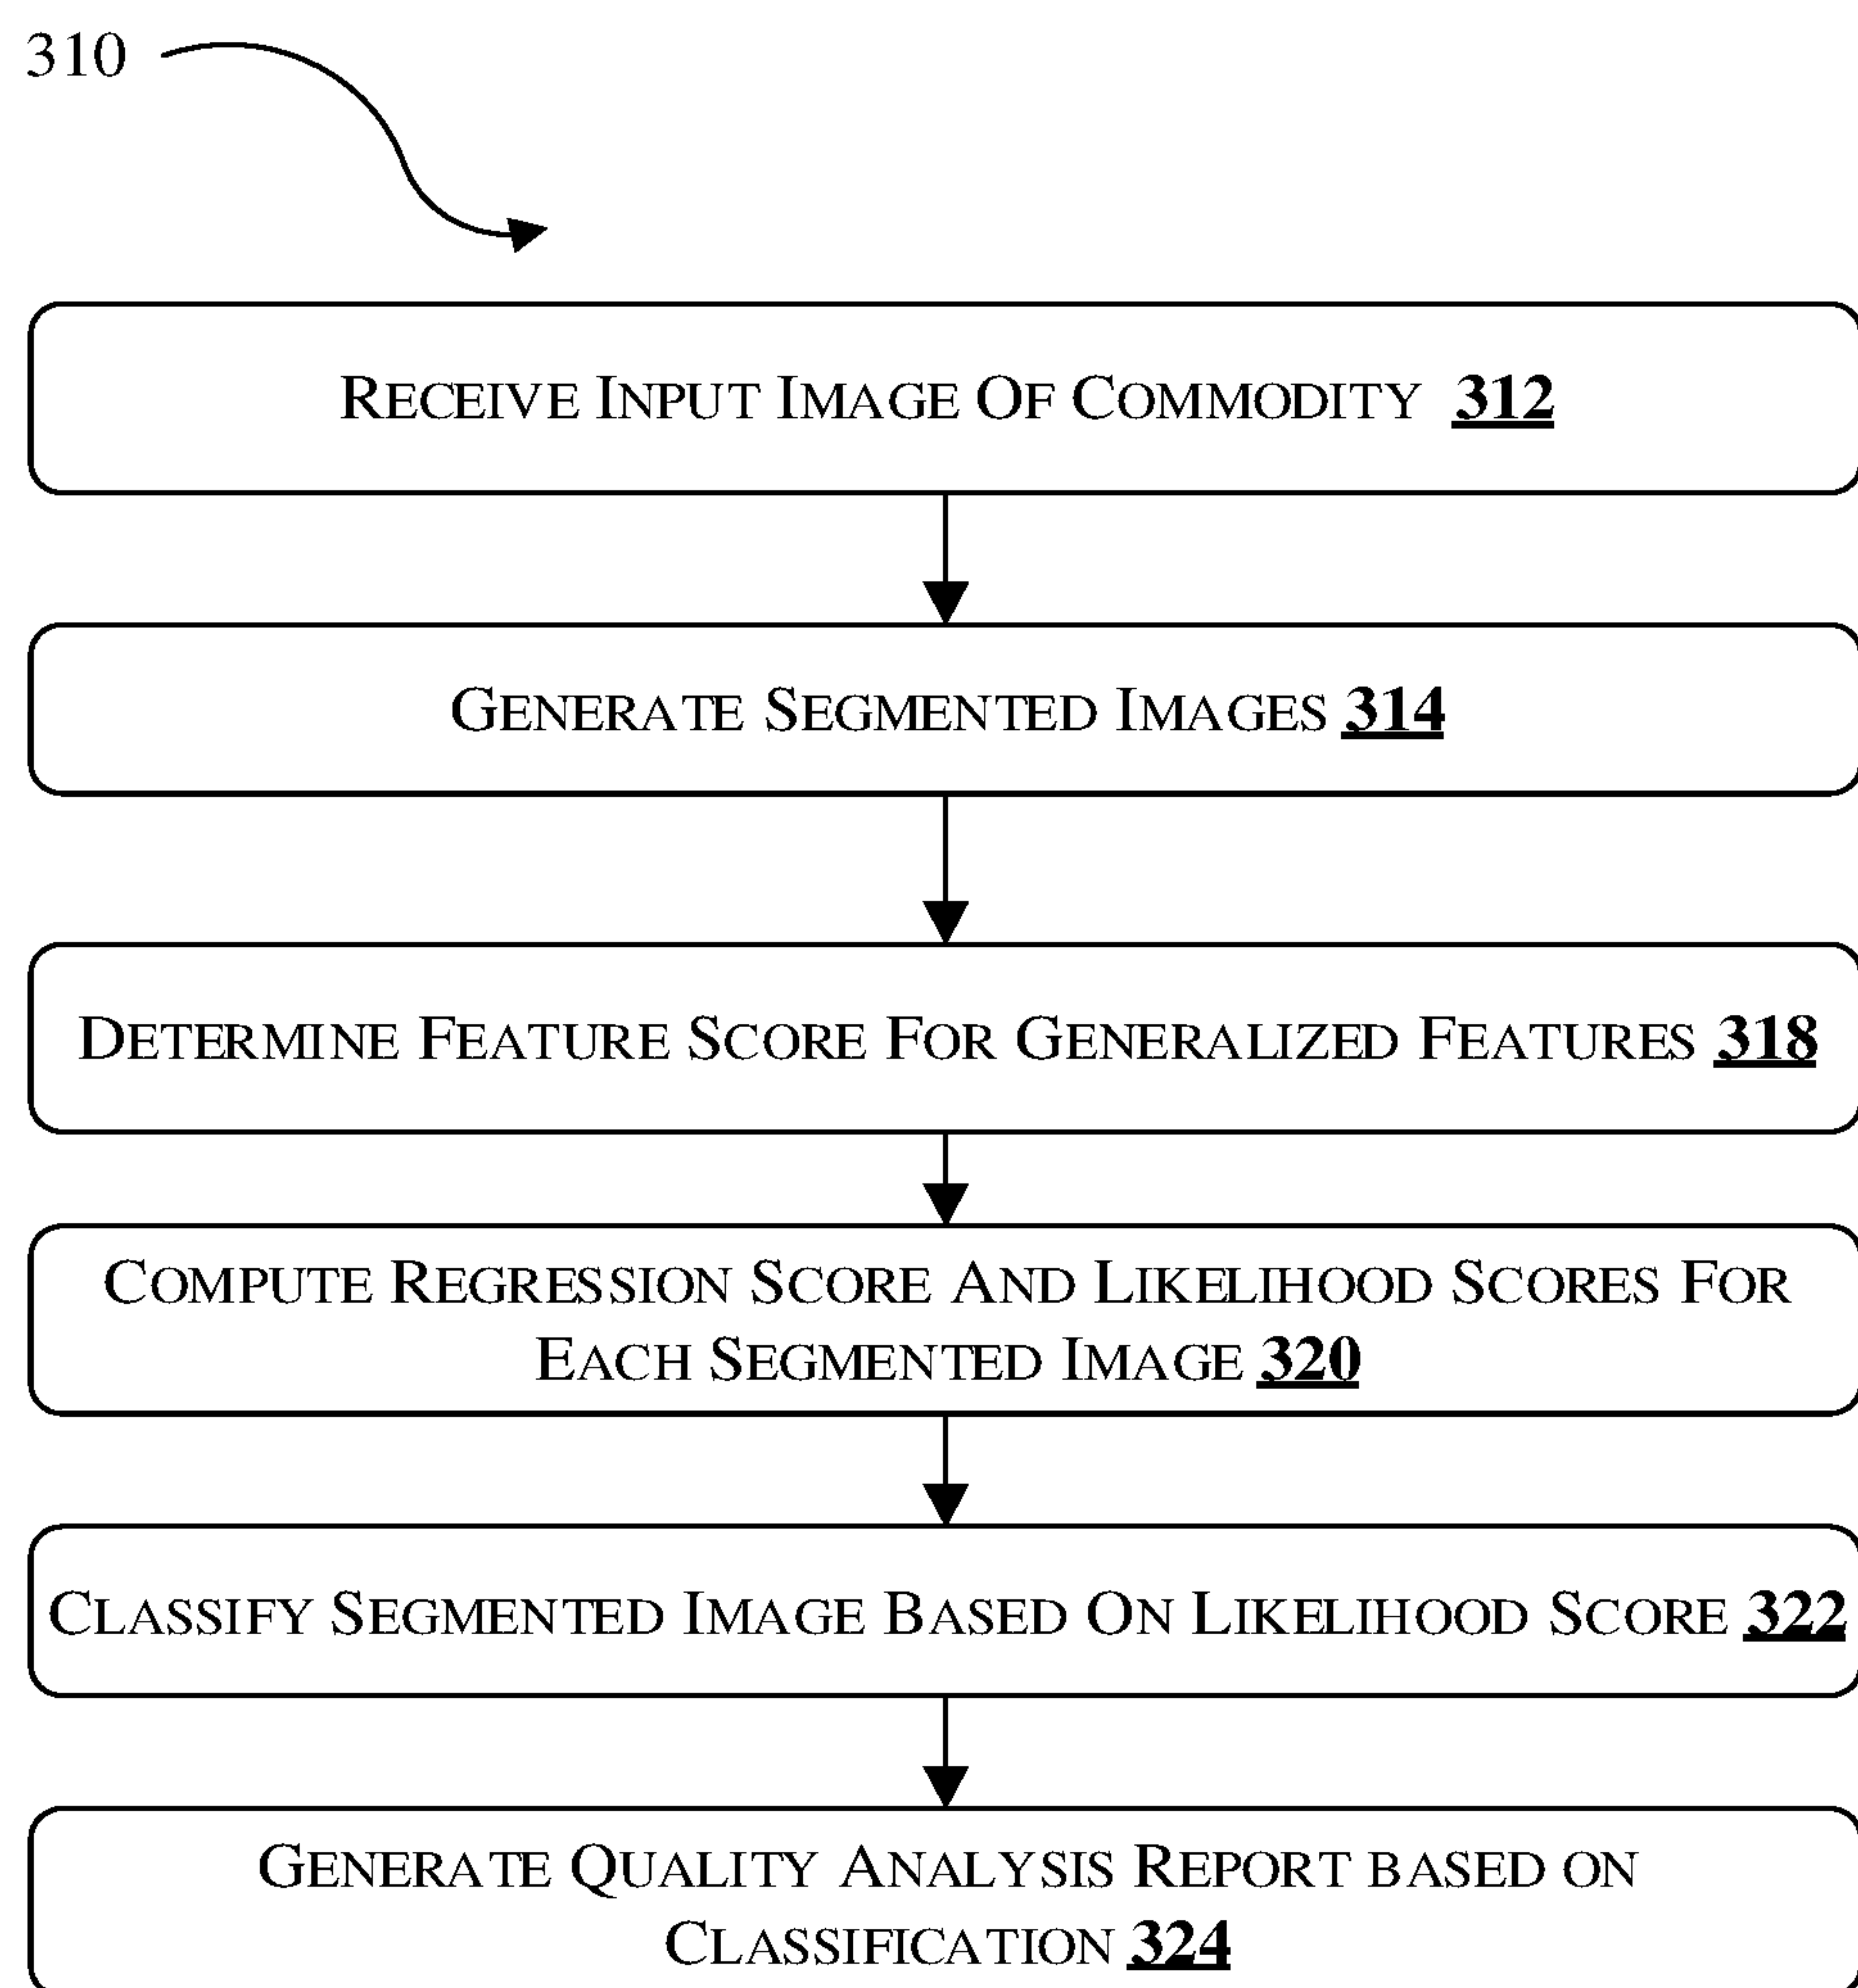 310
RECEIVE INPUT IMAGE OF COMMODITY 312
GENERATE SEGMENTED IMAGES 314
DETERMINE FEATURE SCORE FOR GENERALIZED FEATURES 318
COMPUTE REGRESSION SCORE AND LIKELIHOOD SCORES FOR
EACH SEGMENTED IMAGE 320
CLASSIFY SEGMENTED IMAGE BASED ON LIKELIHOOD SCORE 322
GENERATE QUALITY ANALYSIS REPORT BASED ON
CLASSIFICATION 324